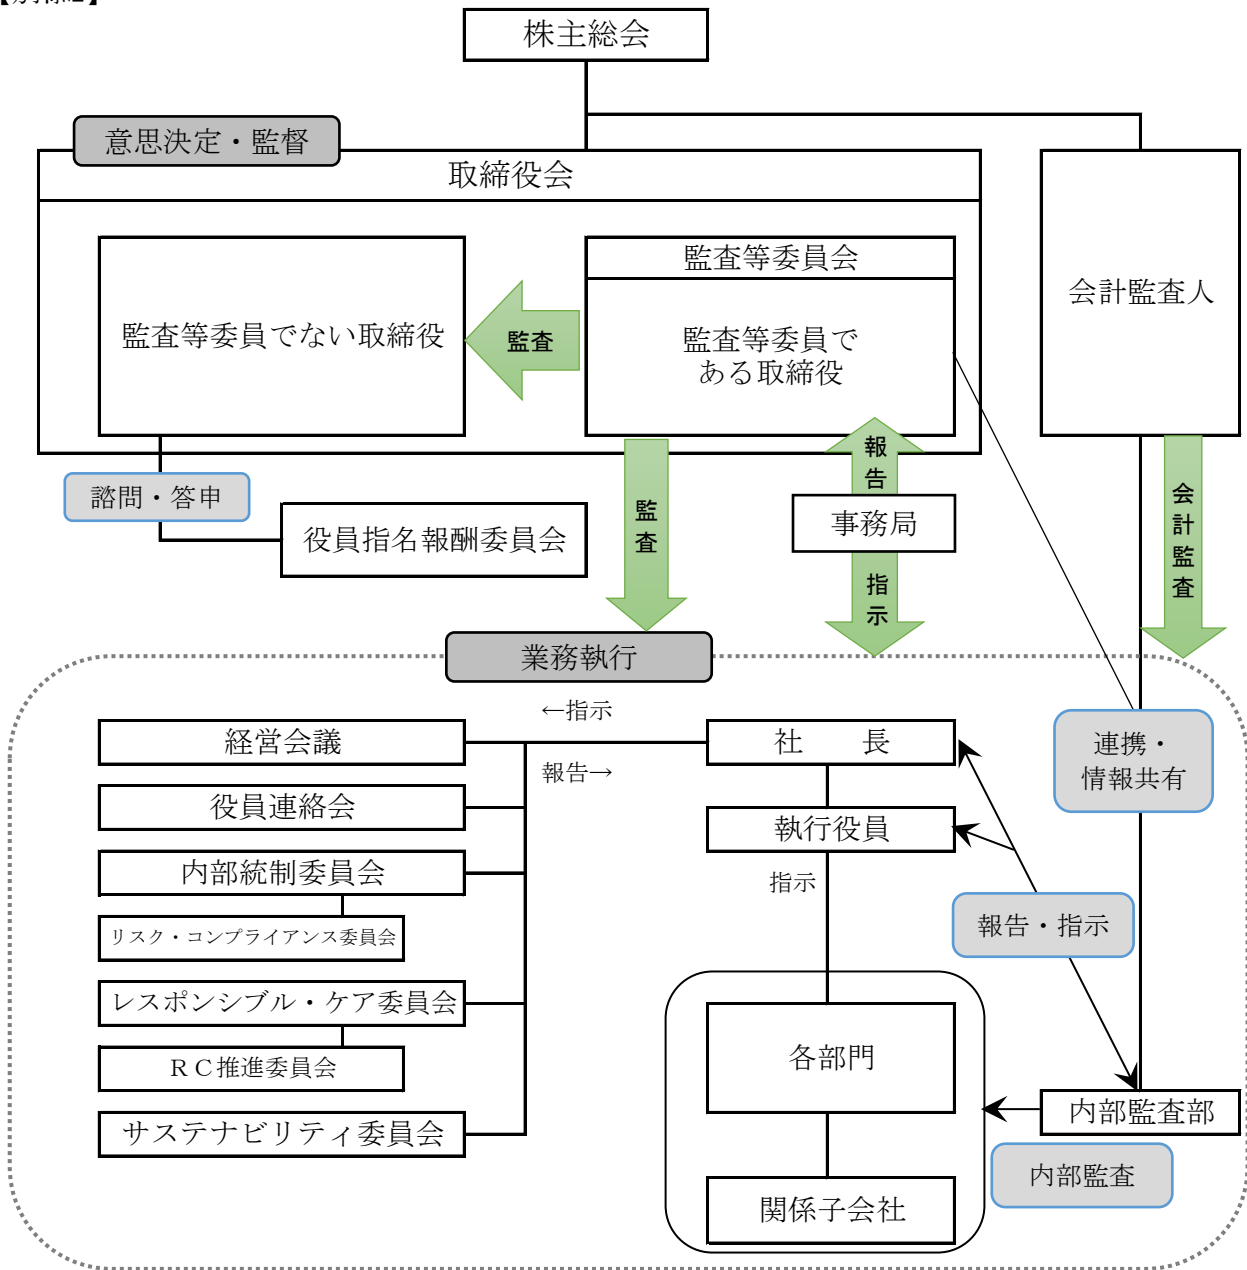 株主総会
意思決定・監督
取締役会
監査等委員会
監査等委員でない取締役
監査
監査等委員で
ある取締役
会計監査人
報告
諮問・答申
役員指名報酬委員会
監査
事務局
指示
会計監査
業務執行
←指示
経営会議
報告→
社　長
連携・
情報共有
役員連絡会
執行役員
内部統制委員会
指示
リスク・コンプライアンス委員会
報告・指示
レスポンシブル・ケア委員会
ＲＣ推進委員会
各部門
サステナビリティ委員会
内部監査部
内部監査
関係子会社